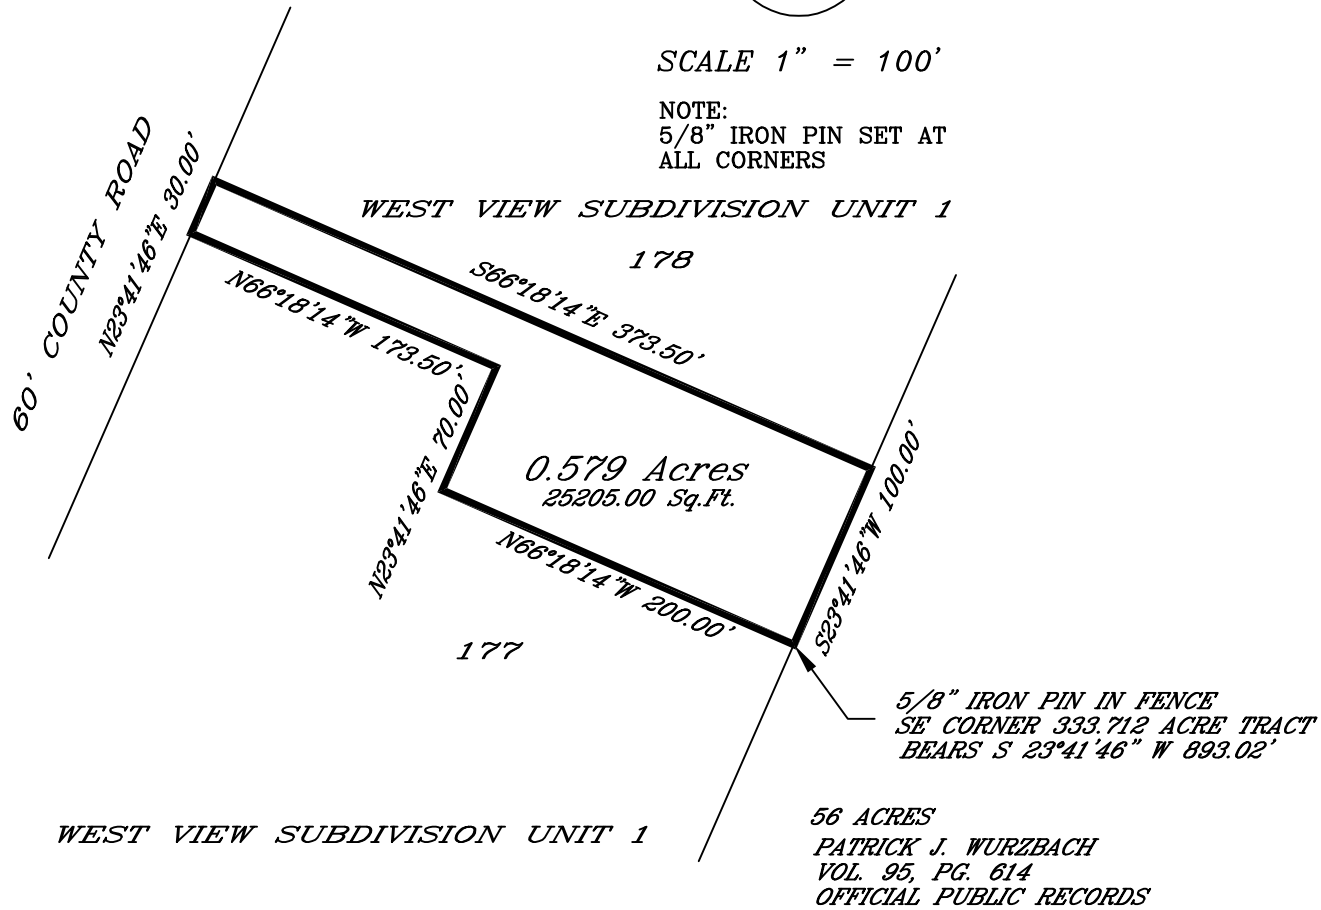 SCALE 1" = 100'
NOTE:
5/8" IRON PIN SET AT
ALL CORNERS
60' COUNTY ROAD
N23°41'46"E 30.00'
WEST VIEW SUBDIVISION UNIT 1
178
S66°18'14"E 373.50'
N66°18'14"W 173.50'
N23°41'46"E 70.00'
0.579 Acres
25205.00 Sq.Ft.
S23°41'46"W 100.00'
N66°18'14"W 200.00'
177
5/8" IRON PIN IN FENCE
SE CORNER 333.712 ACRE TRACT
BEARS S 23°41'46" W 893.02'
WEST VIEW SUBDIVISION UNIT 1
56 ACRES
PATRICK J. WURZBACH
VOL. 95, PG. 614
OFFICIAL PUBLIC RECORDS